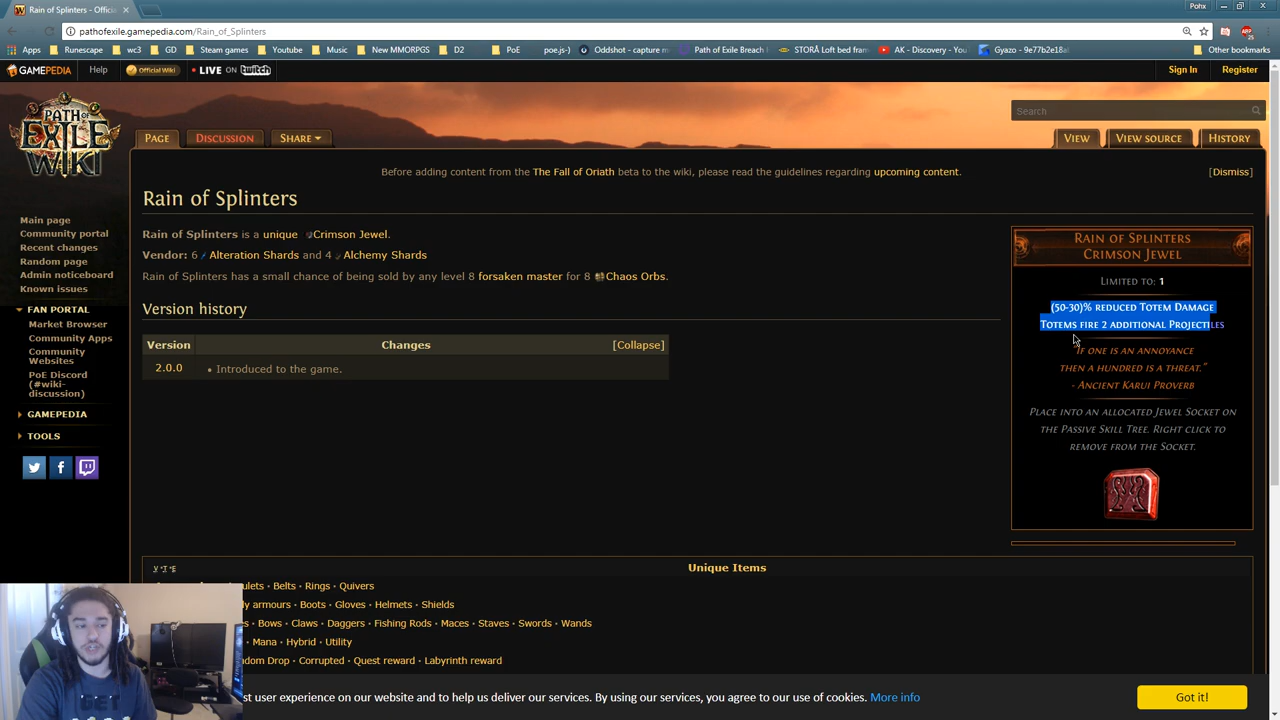 Rain of Splinters - Offici
Pohx
pathofexile.gamepedia.com/Rain_of_Splinters
Apps Runescape wc3 GD Steam games Youtube Music New MMORPGS D2 PoE poe.js-) Oddshot - capture m Path of Exile Breach STORÅ Loft bed fram AK - Discovery - You Gyazo - 9e77b2e18a Other bookmarks
GAMEPEDIA Help Official Wiki LIVE ON twitch Sign In Register
PATH OF EXILE WIKI
Search
PAGE DISCUSSION SHARE VIEW VIEW SOURCE HISTORY
Before adding content from the The Fall of Oriath beta to the wiki, please read the guidelines regarding upcoming content. [Dismiss]
Rain of Splinters
Rain of Splinters is a unique Crimson Jewel.
Vendor: 6 Alteration Shards and 4 Alchemy Shards
Rain of Splinters has a small chance of being sold by any level 8 forsaken master for 8 Chaos Orbs.
Version history
Version Changes [Collapse]
2.0.0 • Introduced to the game.
Main page
Community portal
Recent changes
Random page
Admin noticeboard
Known issues
FAN PORTAL
Market Browser
Community Apps
Community
Websites
PoE Discord
(#wiki-
discussion)
GAMEPEDIA
TOOLS
RAIN OF SPLINTERS
CRIMSON JEWEL
LIMITED TO: 1
(50-30)% REDUCED TOTEM DAMAGE
TOTEMS FIRE 2 ADDITIONAL PROJECTILES
"IF ONE IS AN ANNOYANCE
THEN A HUNDRED IS A THREAT."
- ANCIENT KARUI PROVERB
PLACE INTO AN ALLOCATED JEWEL SOCKET ON
THE PASSIVE SKILL TREE. RIGHT CLICK TO
REMOVE FROM THE SOCKET.
V·T·E Unique Items
ulets • Belts • Rings • Quivers
dy armours • Boots • Gloves • Helmets • Shields
s • Bows • Claws • Daggers • Fishing Rods • Maces • Staves • Swords • Wands
• Mana • Hybrid • Utility
ndom Drop • Corrupted • Quest reward • Labyrinth reward
st user experience on our website and to help us deliver our services. By using our services, you agree to our use of cookies. More info Got it!